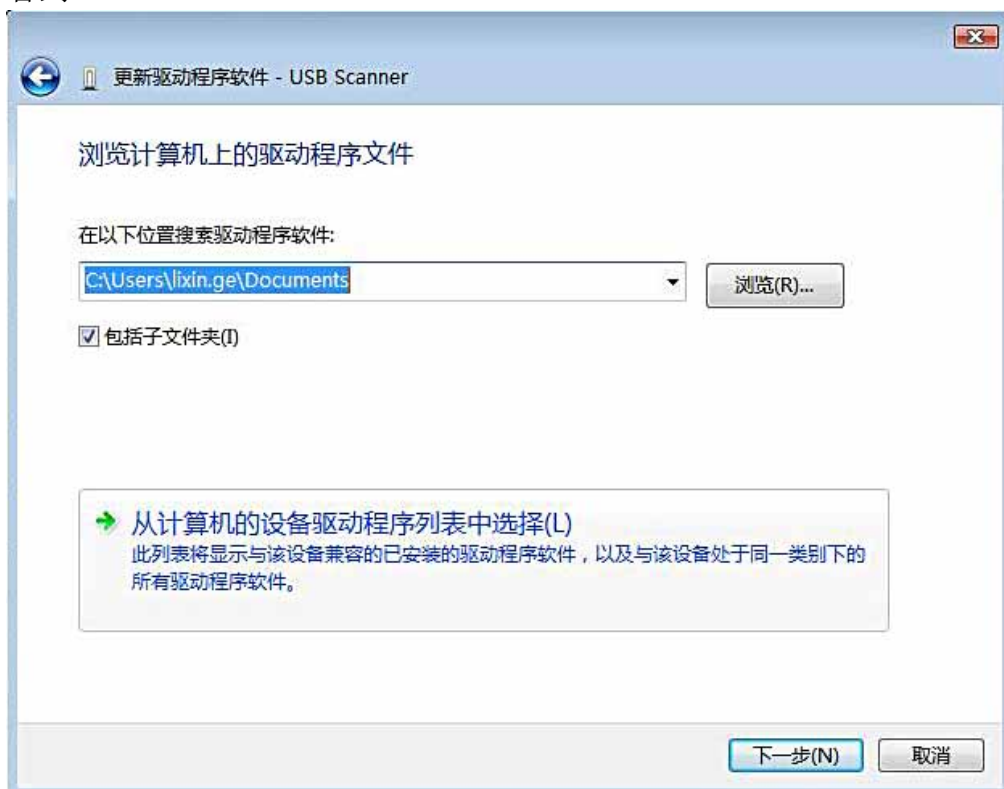 更新驱动程序软件 - USB Scanner
浏览计算机上的驱动程序文件
在以下位置搜索驱动程序软件:
C:\Users\lixin.ge\Documents
浏览(R)...
包括子文件夹(I)
从计算机的设备驱动程序列表中选择(L)
此列表将显示与该设备兼容的已安装的驱动程序软件，以及与该设备处于同一类别下的
所有驱动程序软件。
下一步(N)
取消